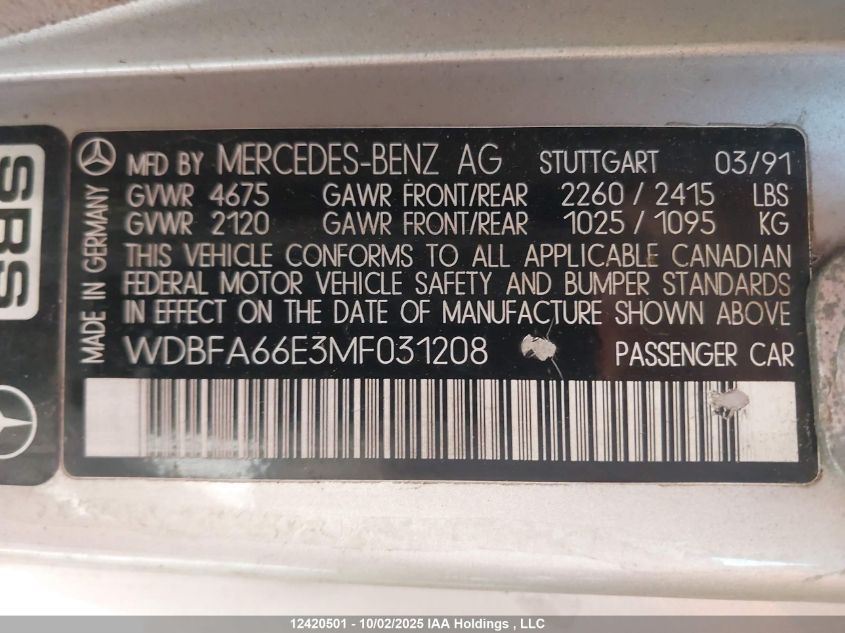 SRS
MADE IN GERMANY
MFD BY MERCEDES-BENZ AG STUTTGART 03/91
GVWR 4675 GAWR FRONT/REAR 2260 / 2415 LBS
GVWR 2120 GAWR FRONT/REAR 1025 / 1095 KG
THIS VEHICLE CONFORMS TO ALL APPLICABLE CANADIAN
FEDERAL MOTOR VEHICLE SAFETY AND BUMPER STANDARDS
IN EFFECT ON THE DATE OF MANUFACTURE SHOWN ABOVE
WDBFA66E3MF031208 PASSENGER CAR
12420501 - 10/02/2025 IAA Holdings , LLC